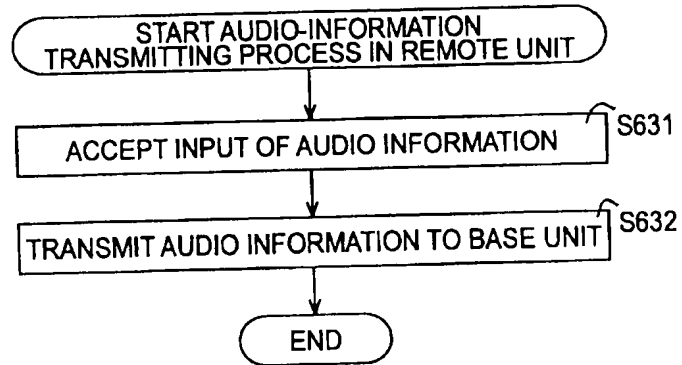 START AUDIO-INFORMATION
TRANSMITTING PROCESS IN REMOTE UNIT
S631
ACCEPT INPUT OF AUDIO INFORMATION
S632
TRANSMIT AUDIO INFORMATION TO BASE UNIT
END